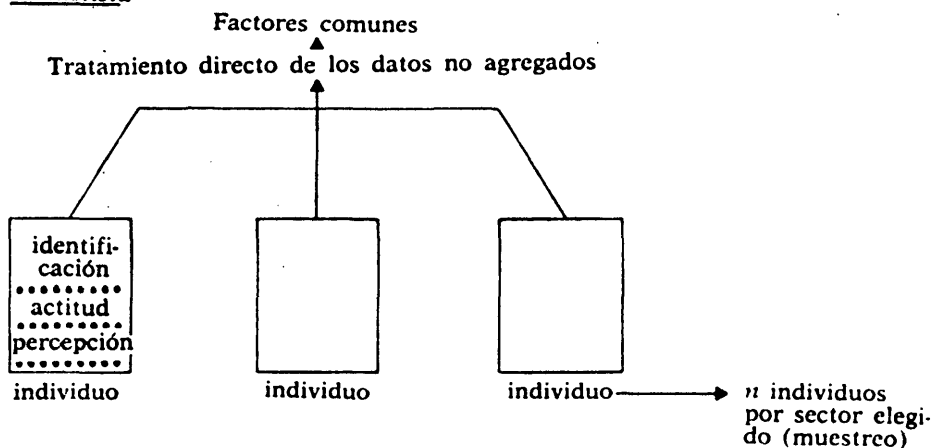 Factores comunes
Tratamiento directo de los datos no agregados
identifi-
cación
actitud
percepción
individuo
individuo
individuo
n individuos
por sector elegi-
do (muestreo)